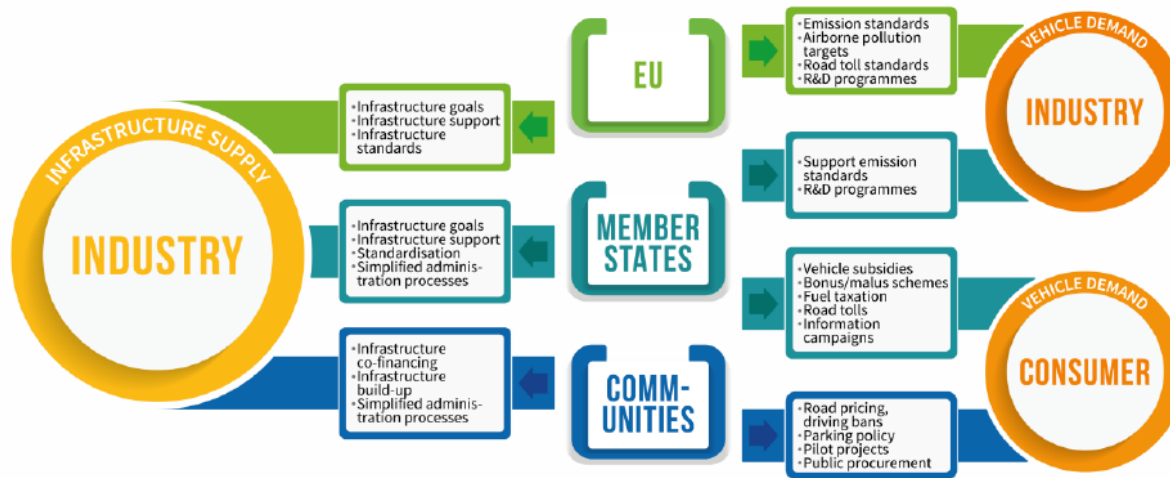 INFRASTRUCTURE SUPPLY
INDUSTRY
•Infrastructure goals
•Infrastructure support
•Infrastructure
standards
•Infrastructure goals
•Infrastructure support
•Standardisation
•Simplified adminis-
tration processes
•Infrastructure
co-financing
•Infrastructure
build-up
•Simplified adminis-
tration processes
EU
MEMBER
STATES
COMM-
UNITIES
•Emission standards
•Airborne pollution
targets
•Road toll standards
•R&D programmes
•Support emission
standards
•R&D programmes
•Vehicle subsidies
•Bonus/malus schemes
•Fuel taxation
•Road tolls
•Information
campaigns
•Road pricing,
driving bans
•Parking policy
•Pilot projects
•Public procurement
VEHICLE DEMAND
INDUSTRY
VEHICLE DEMAND
CONSUMER